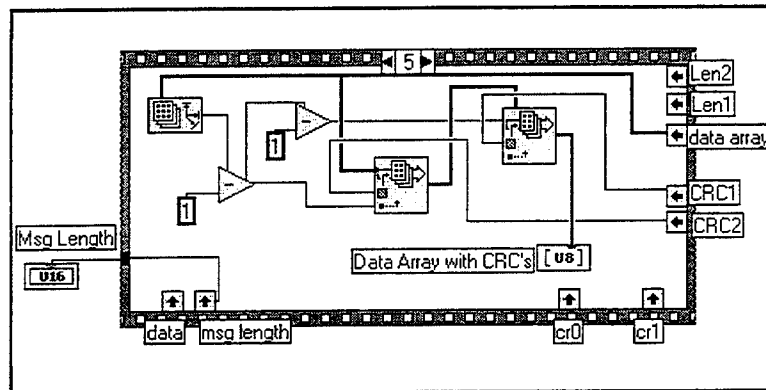 5
Len2
Len1
data array
1
CRC1
1
CRC2
Msg Length
U16
Data Array with CRC's
[U8]
data
msg length
cr0
cr1